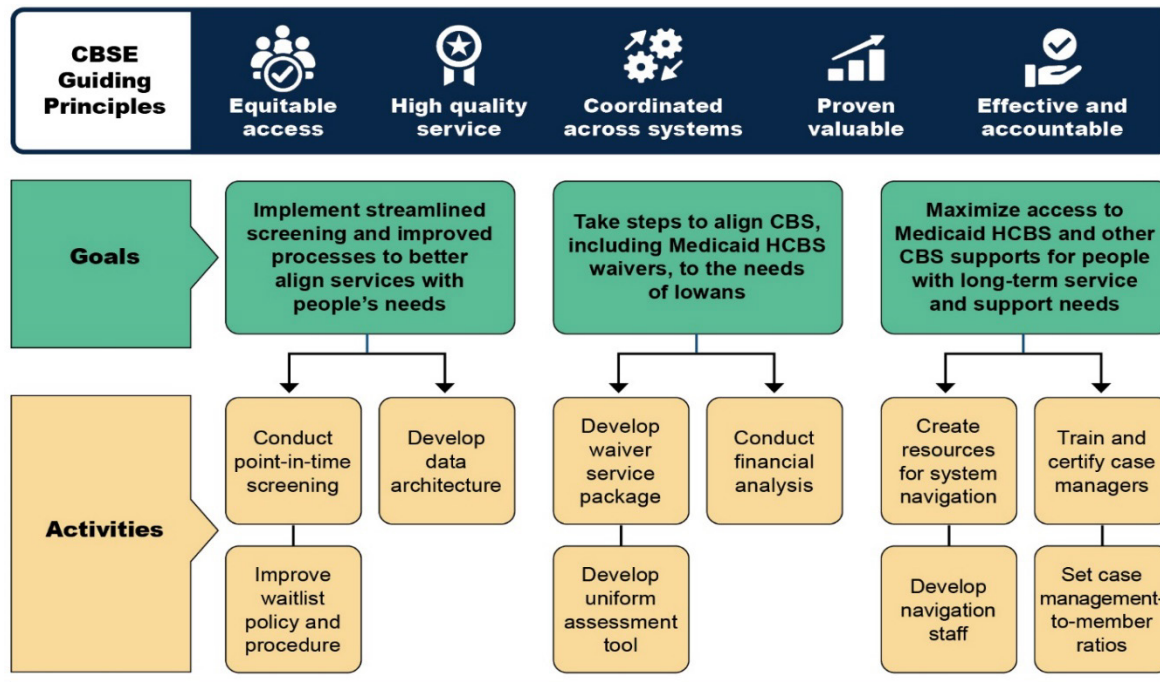 CBSE
Guiding
Principles
Equitable
access
High quality
service
Coordinated
across systems
Proven
valuable
Effective and
accountable
Goals
Implement streamlined
screening and improved
processes to better
align services with
people's needs
Take steps to align CBS,
including Medicaid HCBS
waivers, to the needs
of Iowans
Maximize access to
Medicaid HCBS and other
CBS supports for people
with long-term service
and support needs
Activities
Conduct
point-in-time
screening
Develop
data
architecture
Develop
waiver
service
package
Conduct
financial
analysis
Create
resources
for system
navigation
Train and
certify case
managers
Improve
waitlist
policy and
procedure
Develop
uniform
assessment
tool
Develop
navigation
staff
Set case
management-
to-member
ratios